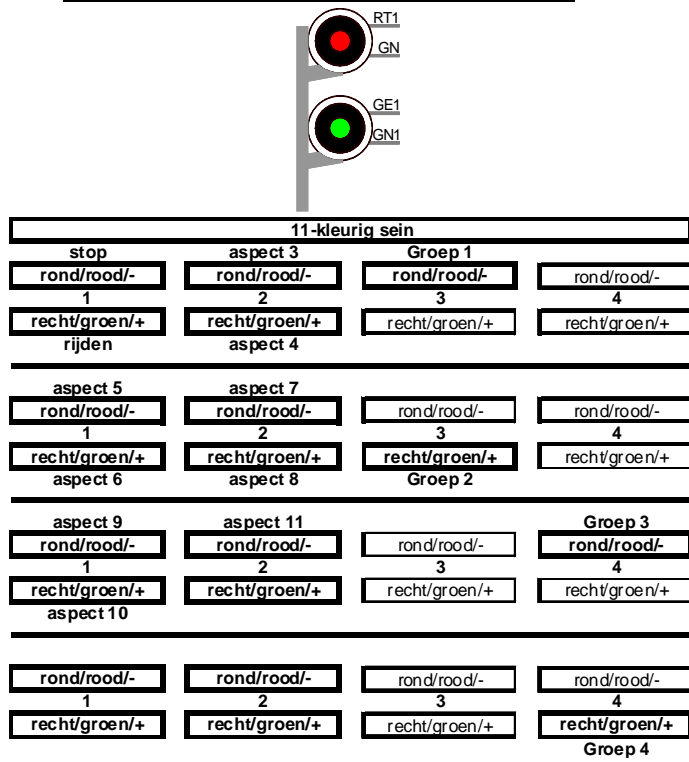 RT1
GN
GE1
GN1
11-kleurig sein
stop aspect 3 Groep 1
rond/rood/- rond/rood/- rond/rood/- rond/rood/-
1 2 3 4
recht/groen/+ recht/groen/+ recht/groen/+ recht/groen/+
rijden aspect 4
aspect 5 aspect 7
rond/rood/- rond/rood/- rond/rood/- rond/rood/-
1 2 3 4
recht/groen/+ recht/groen/+ recht/groen/+ recht/groen/+
aspect 6 aspect 8 Groep 2
aspect 9 aspect 11 Groep 3
rond/rood/- rond/rood/- rond/rood/- rond/rood/-
1 2 3 4
recht/groen/+ recht/groen/+ recht/groen/+ recht/groen/+
aspect 10
rond/rood/- rond/rood/- rond/rood/- rond/rood/-
1 2 3 4
recht/groen/+ recht/groen/+ recht/groen/+ recht/groen/+
Groep 4